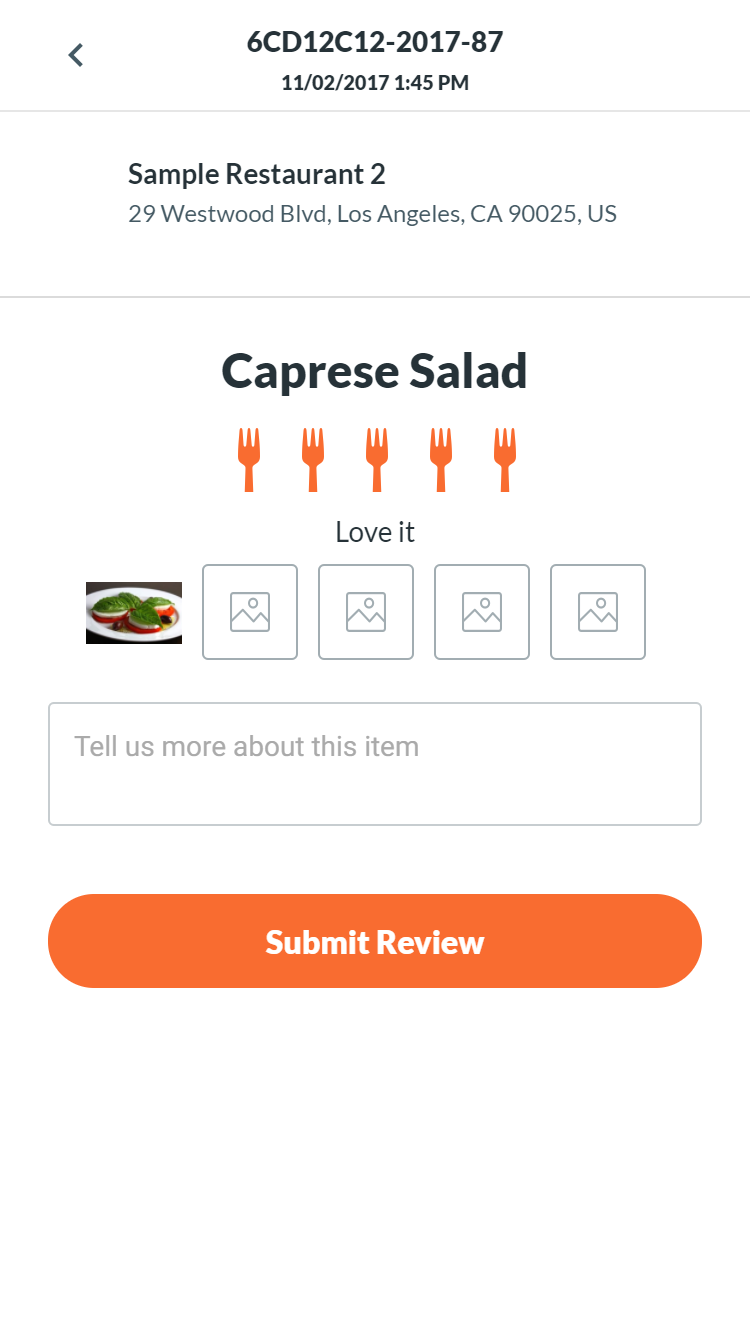 6CD12C12-2017-87
11/02/2017 1:45 PM
Sample Restaurant 2
29 Westwood Blvd, Los Angeles, CA 90025, US
Caprese Salad
Love it
Tell us more about this item
Submit Review